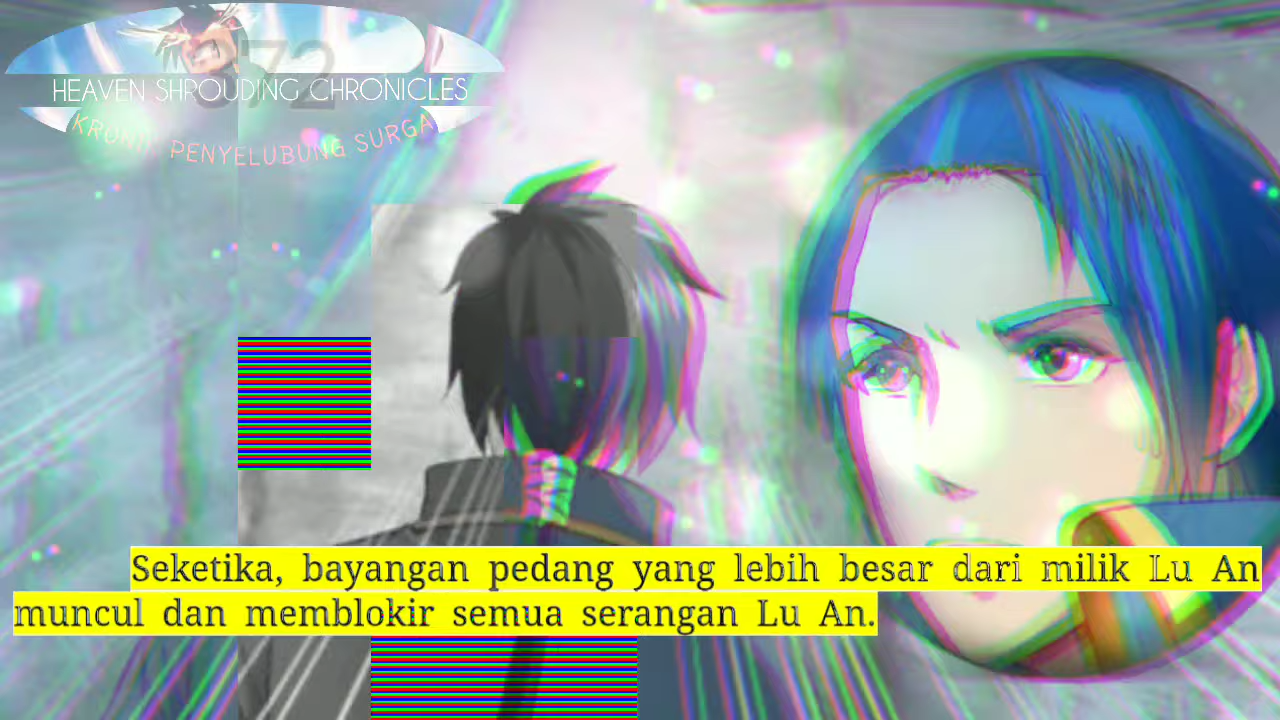 372
HEAVEN SHROUDING CHRONICLES
KRONIK PENYELUBUNG SURGA
Seketika, bayangan pedang yang lebih besar dari milik Lu An
muncul dan memblokir semua serangan Lu An.